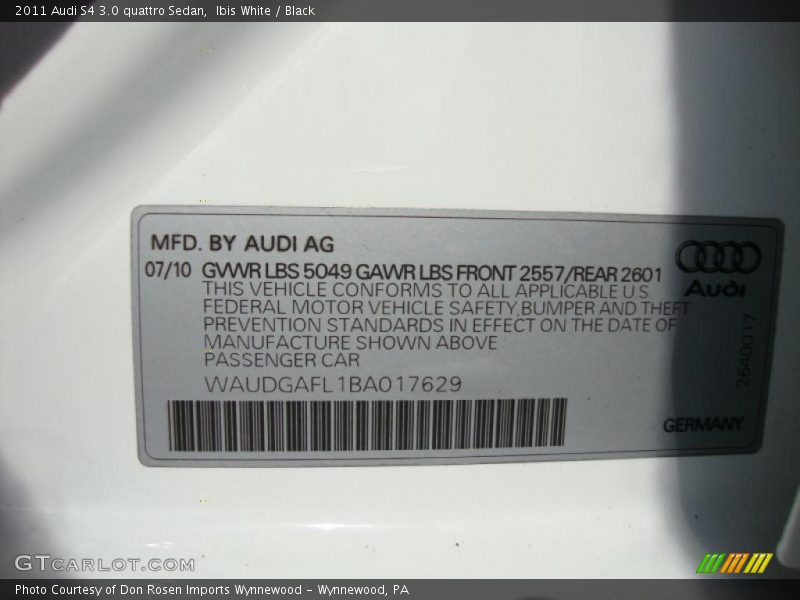 2011 Audi S4 3.0 quattro Sedan,  Ibis White / Black
MFD. BY AUDI AG
07/10 GVWR LBS 5049 GAWR LBS FRONT 2557/REAR 2601
THIS VEHICLE CONFORMS TO ALL APPLICABLE U S
FEDERAL MOTOR VEHICLE SAFETY,BUMPER AND THEFT
PREVENTION STANDARDS IN EFFECT ON THE DATE OF
MANUFACTURE SHOWN ABOVE
PASSENGER CAR
WAUDGAFL1BA017629
Audi
2640017
GERMANY
GTCARLOT.COM
Photo Courtesy of Don Rosen Imports Wynnewood – Wynnewood, PA